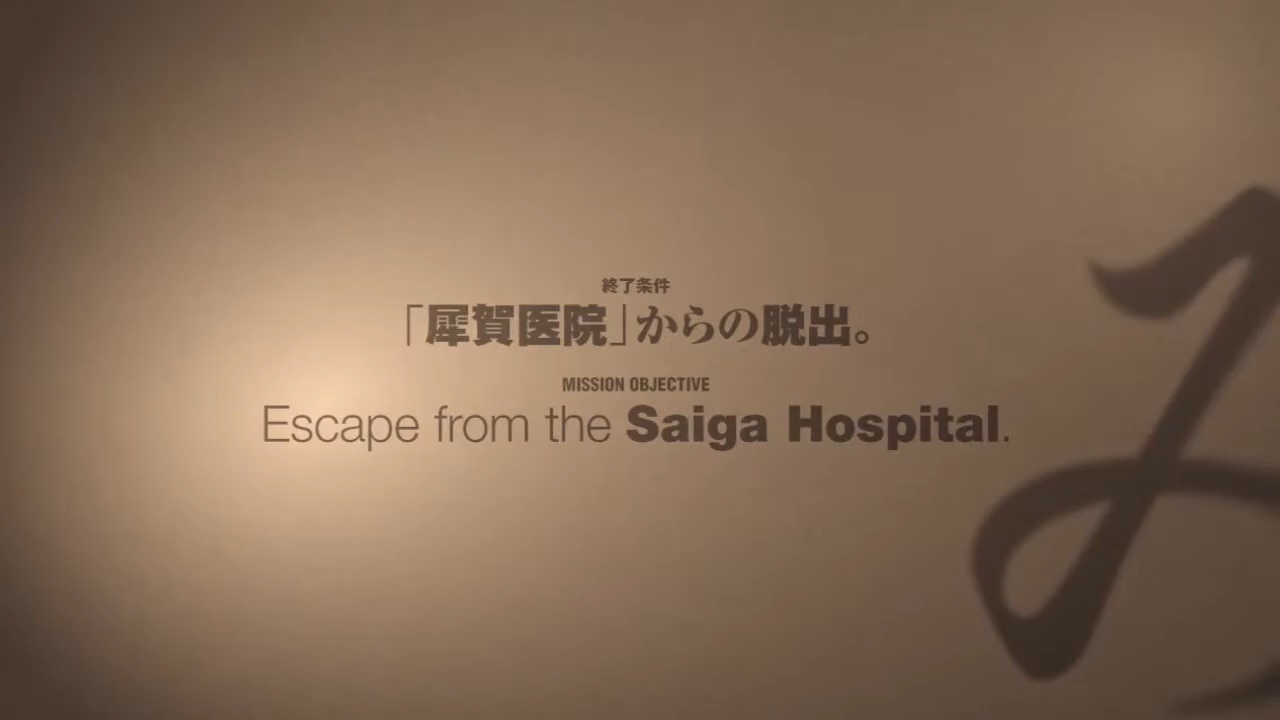 終了条件
「犀賀医院」からの脱出。
MISSION OBJECTIVE
Escape from the Saiga Hospital.